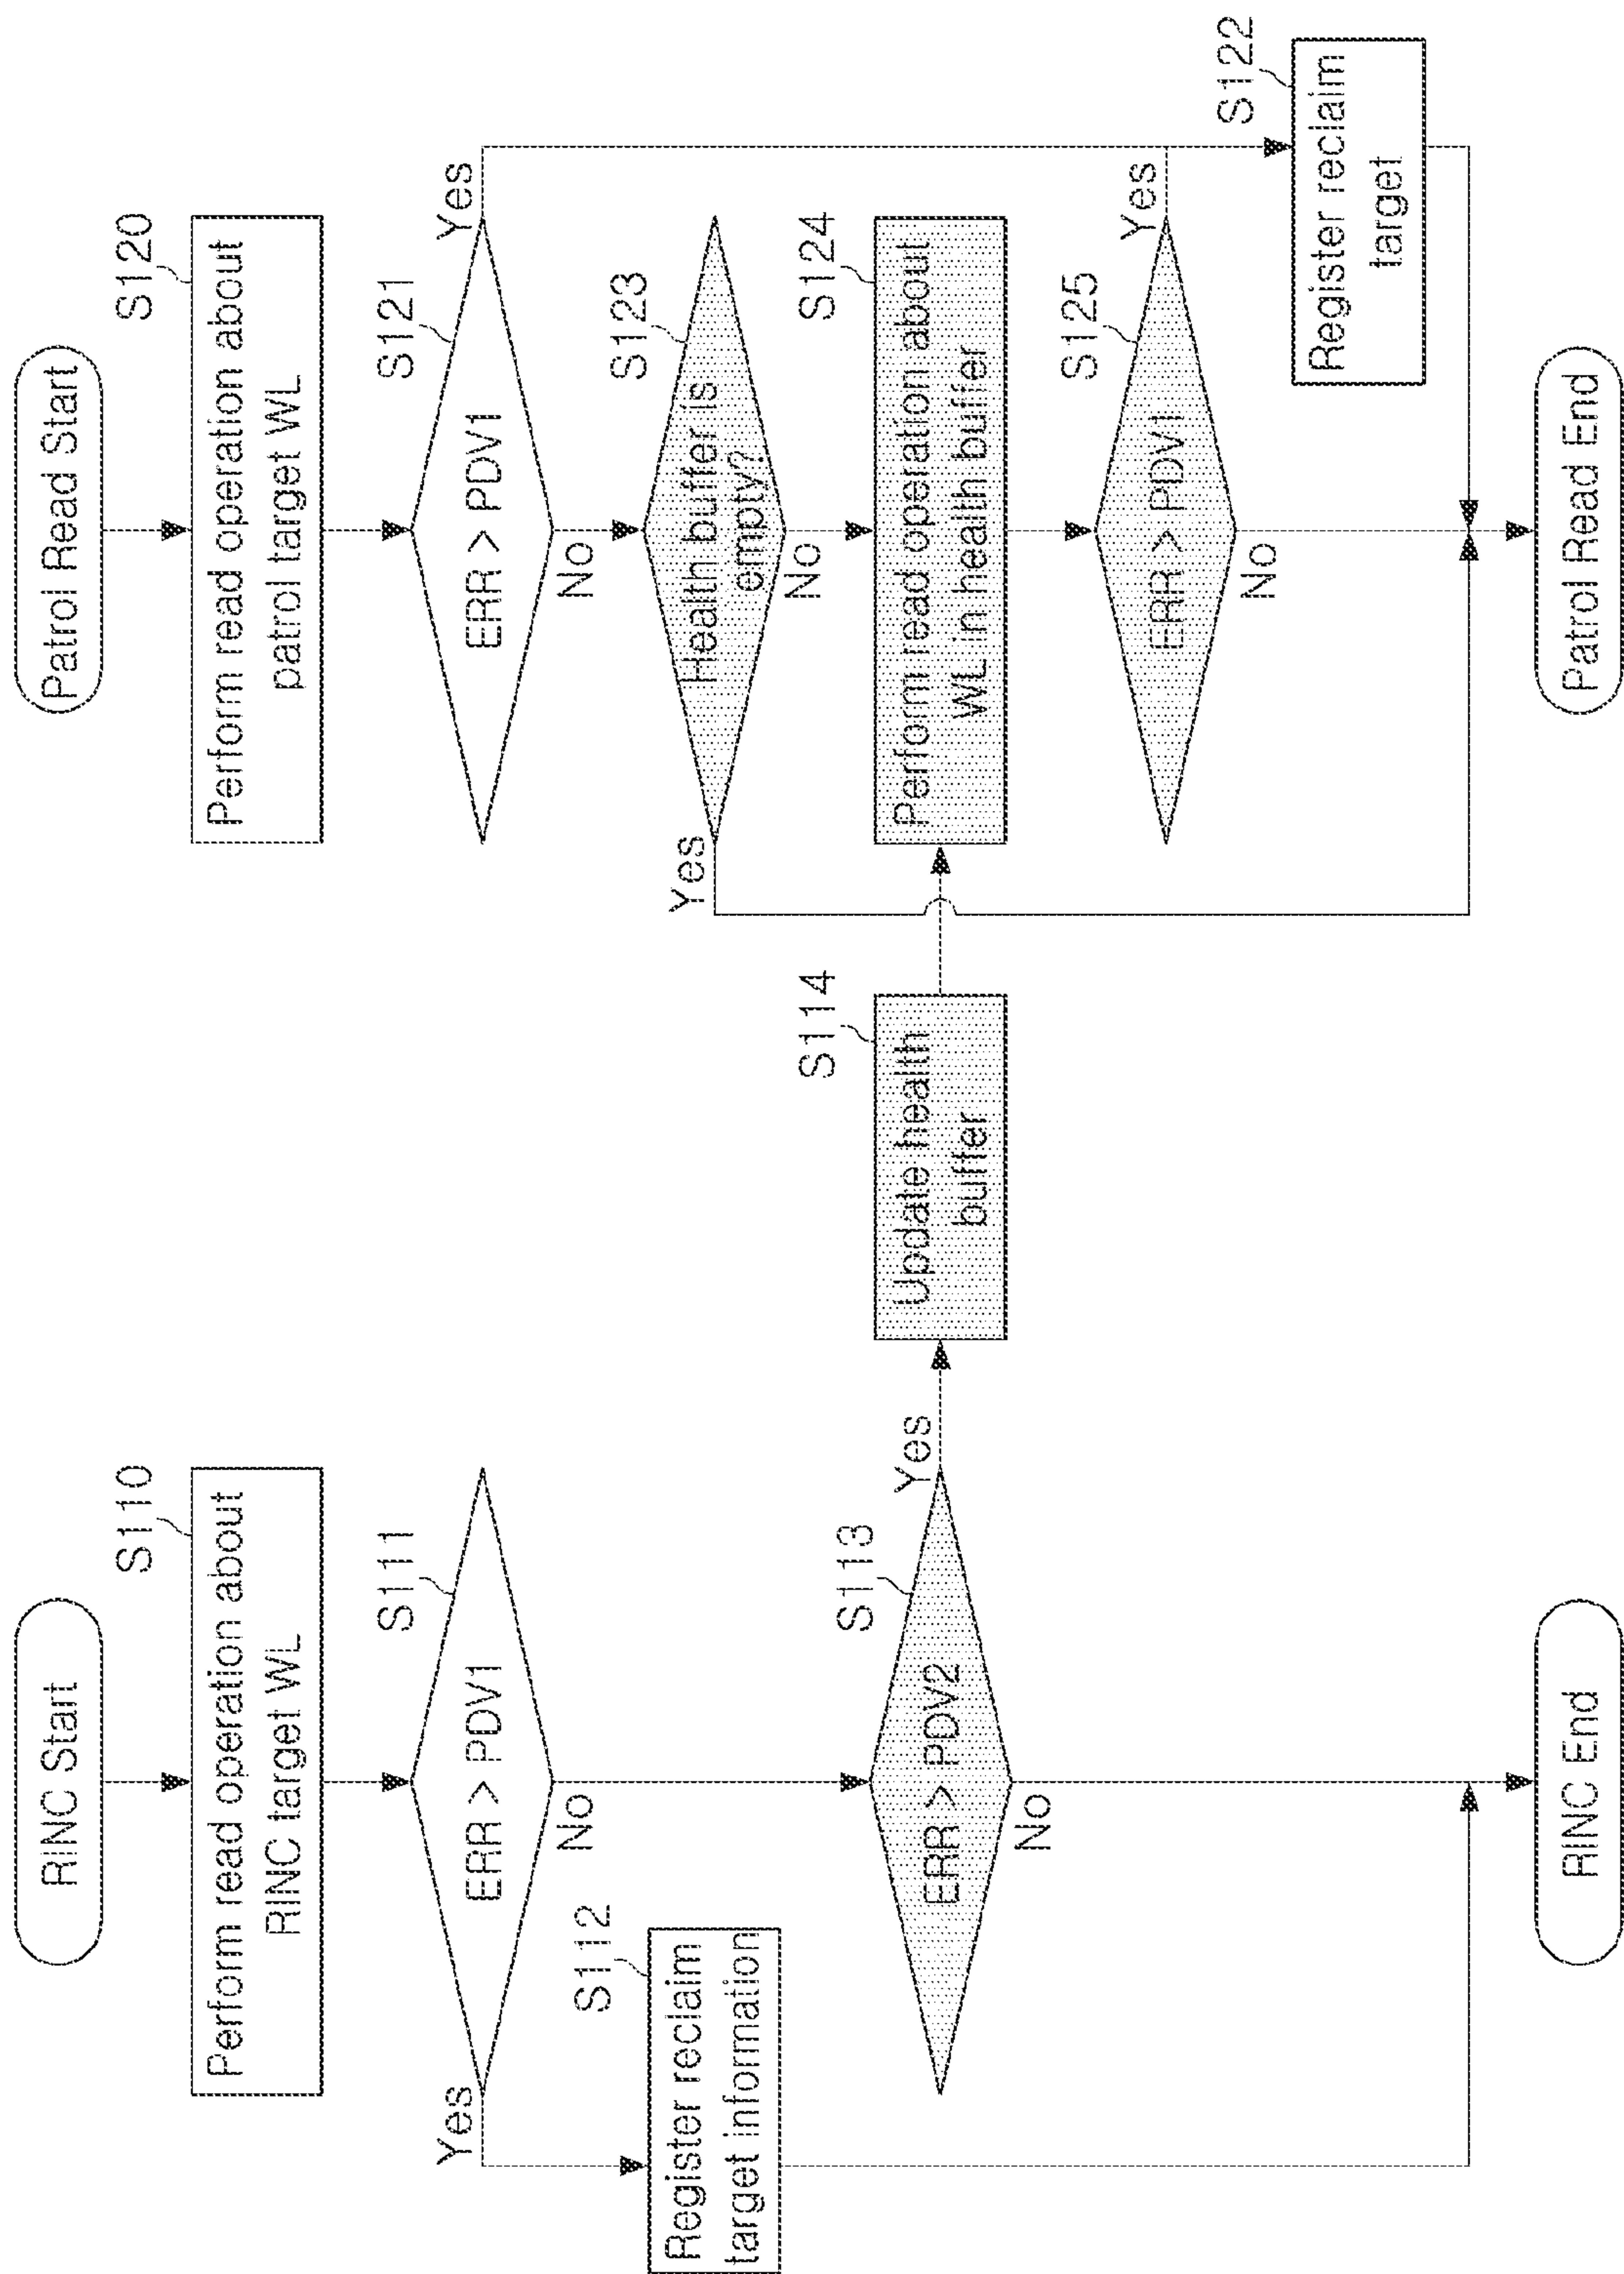 RINC Start
S110
Perform read operation about
RINC target WL
S111
ERR > PDV1
Yes
No
S112
Register reclaim
target information
S113
ERR > PDV2
Yes
No
S114
Update health
buffer
RINC End
Patrol Read Start
S120
Perform read operation about
patrol target WL
S121
ERR > PDV1
Yes
No
S123
Health buffer is
empty?
Yes
No
S124
Perform read operation about
WL in health buffer
S125
ERR > PDV1
Yes
No
S122
Register reclaim
target
Patrol Read End